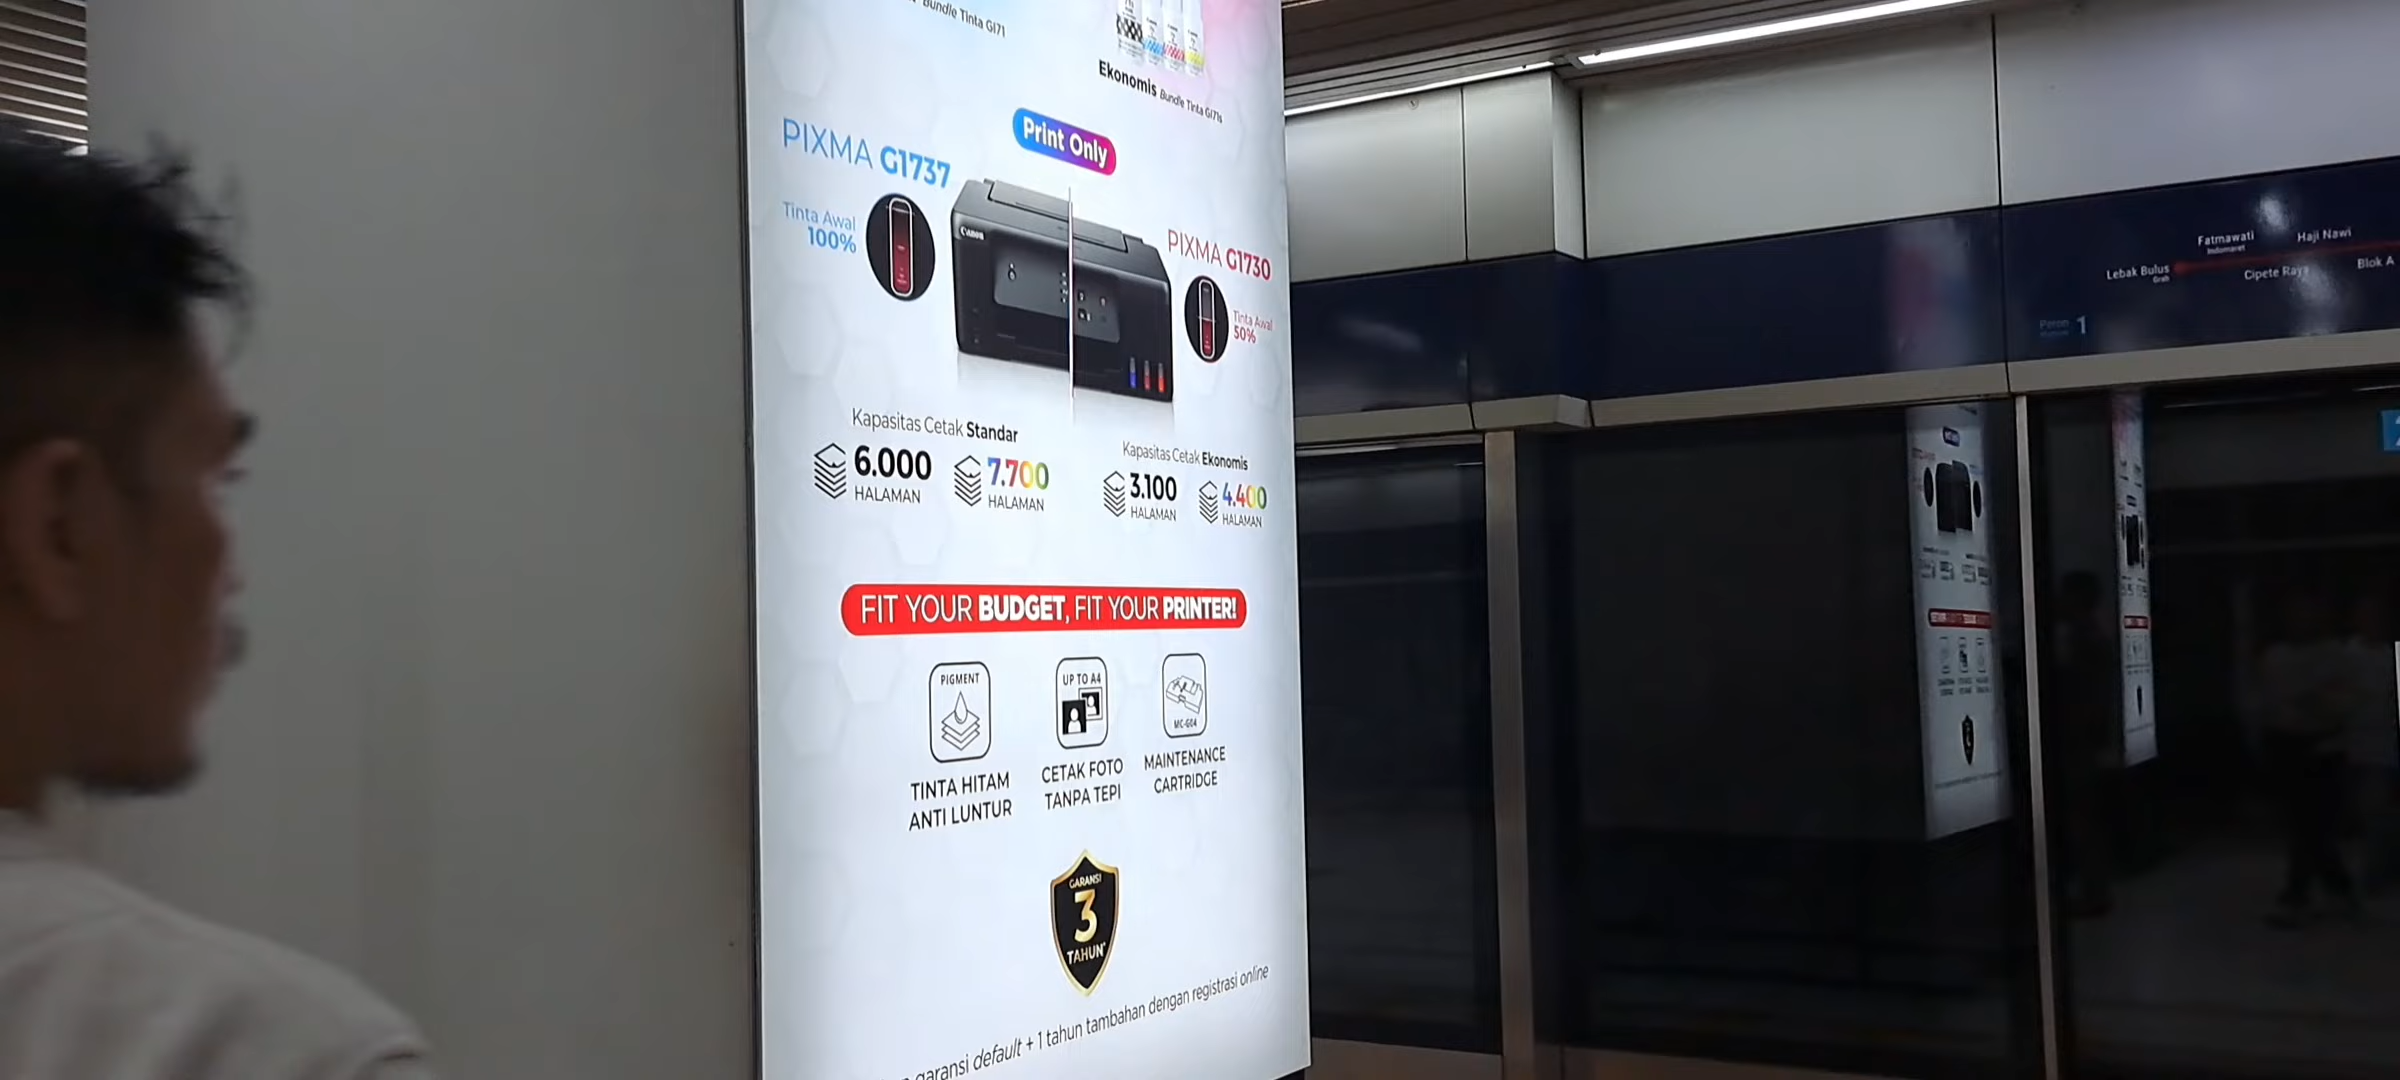 Bundle Tinta GI71
Ekonomis Bundle Tinta GI71s
Print Only
PIXMA G1737
Tinta Awal
100%
Canon
PIXMA G1730
Tinta Awal
50%
Kapasitas Cetak Standar
6.000
HALAMAN
7.700
HALAMAN
Kapasitas Cetak Ekonomis
3.100
HALAMAN
4.400
HALAMAN
FIT YOUR BUDGET, FIT YOUR PRINTER!
PIGMENT
TINTA HITAM
ANTI LUNTUR
UP TO A4
CETAK FOTO
TANPA TEPI
MC-G04
MAINTENANCE
CARTRIDGE
GARANSI
3
TAHUN*
garansi default + 1 tahun tambahan dengan registrasi online
Lebak Bulus
Grab
Fatmawati
Indomaret
Cipete Raya
Haji Nawi
Blok A
Peron 1